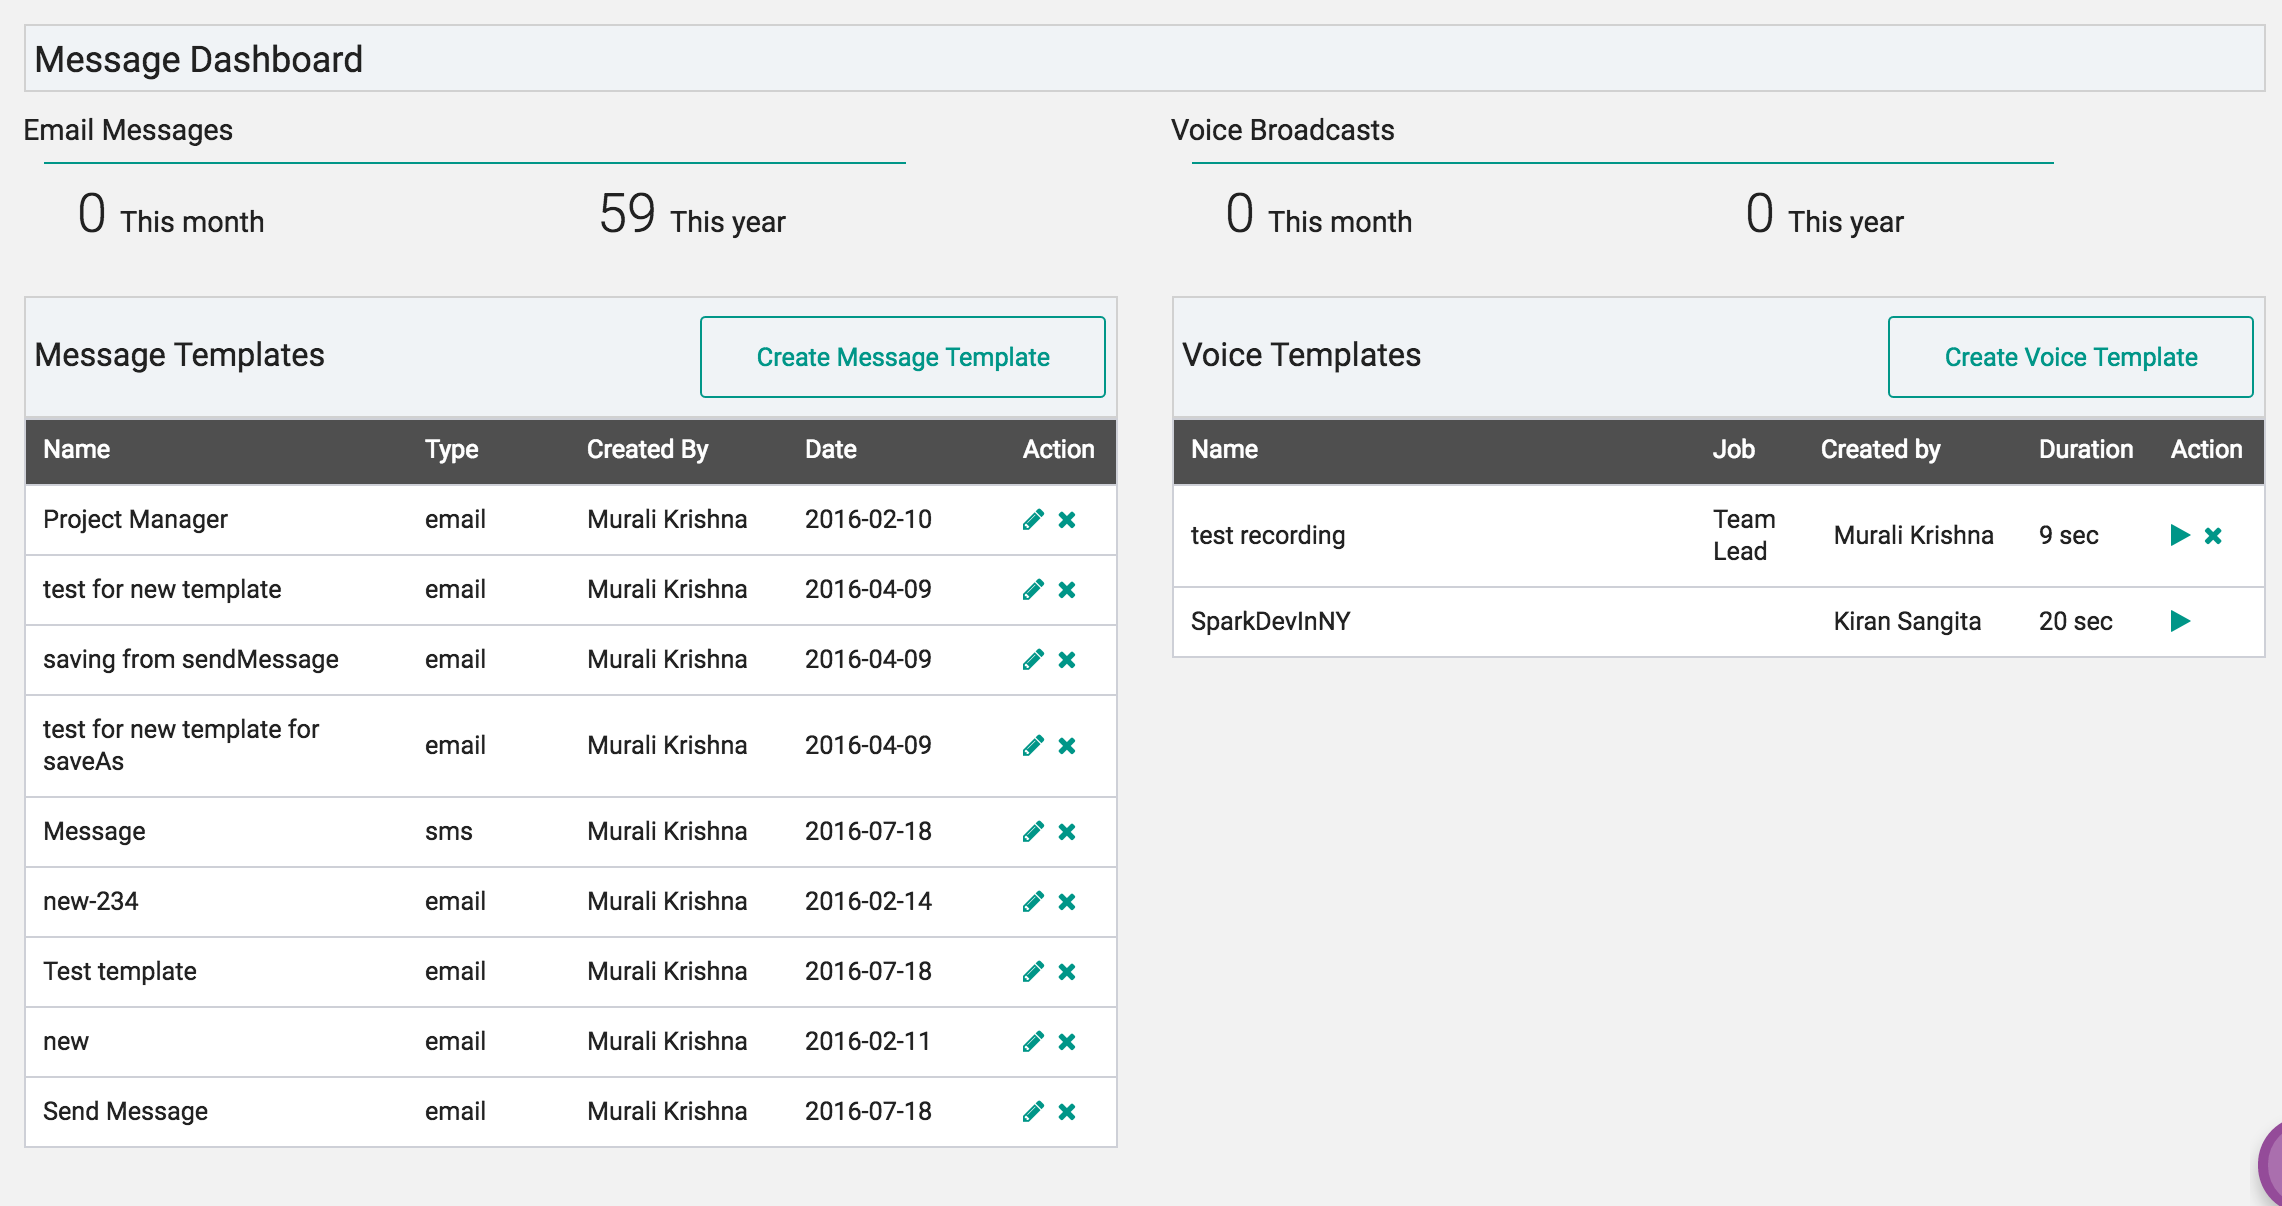 Message Dashboard
Email Messages
0 This month 59 This year
Voice Broadcasts
0 This month 0 This year
Message Templates
Create Message Template
Name Type Created By Date Action
Project Manager email Murali Krishna 2016-02-10
test for new template email Murali Krishna 2016-04-09
saving from sendMessage email Murali Krishna 2016-04-09
test for new template for
saveAs email Murali Krishna 2016-04-09
Message sms Murali Krishna 2016-07-18
new-234 email Murali Krishna 2016-02-14
Test template email Murali Krishna 2016-07-18
new email Murali Krishna 2016-02-11
Send Message email Murali Krishna 2016-07-18
Voice Templates
Create Voice Template
Name Job Created by Duration Action
test recording Team
Lead Murali Krishna 9 sec
SparkDevInNY Kiran Sangita 20 sec